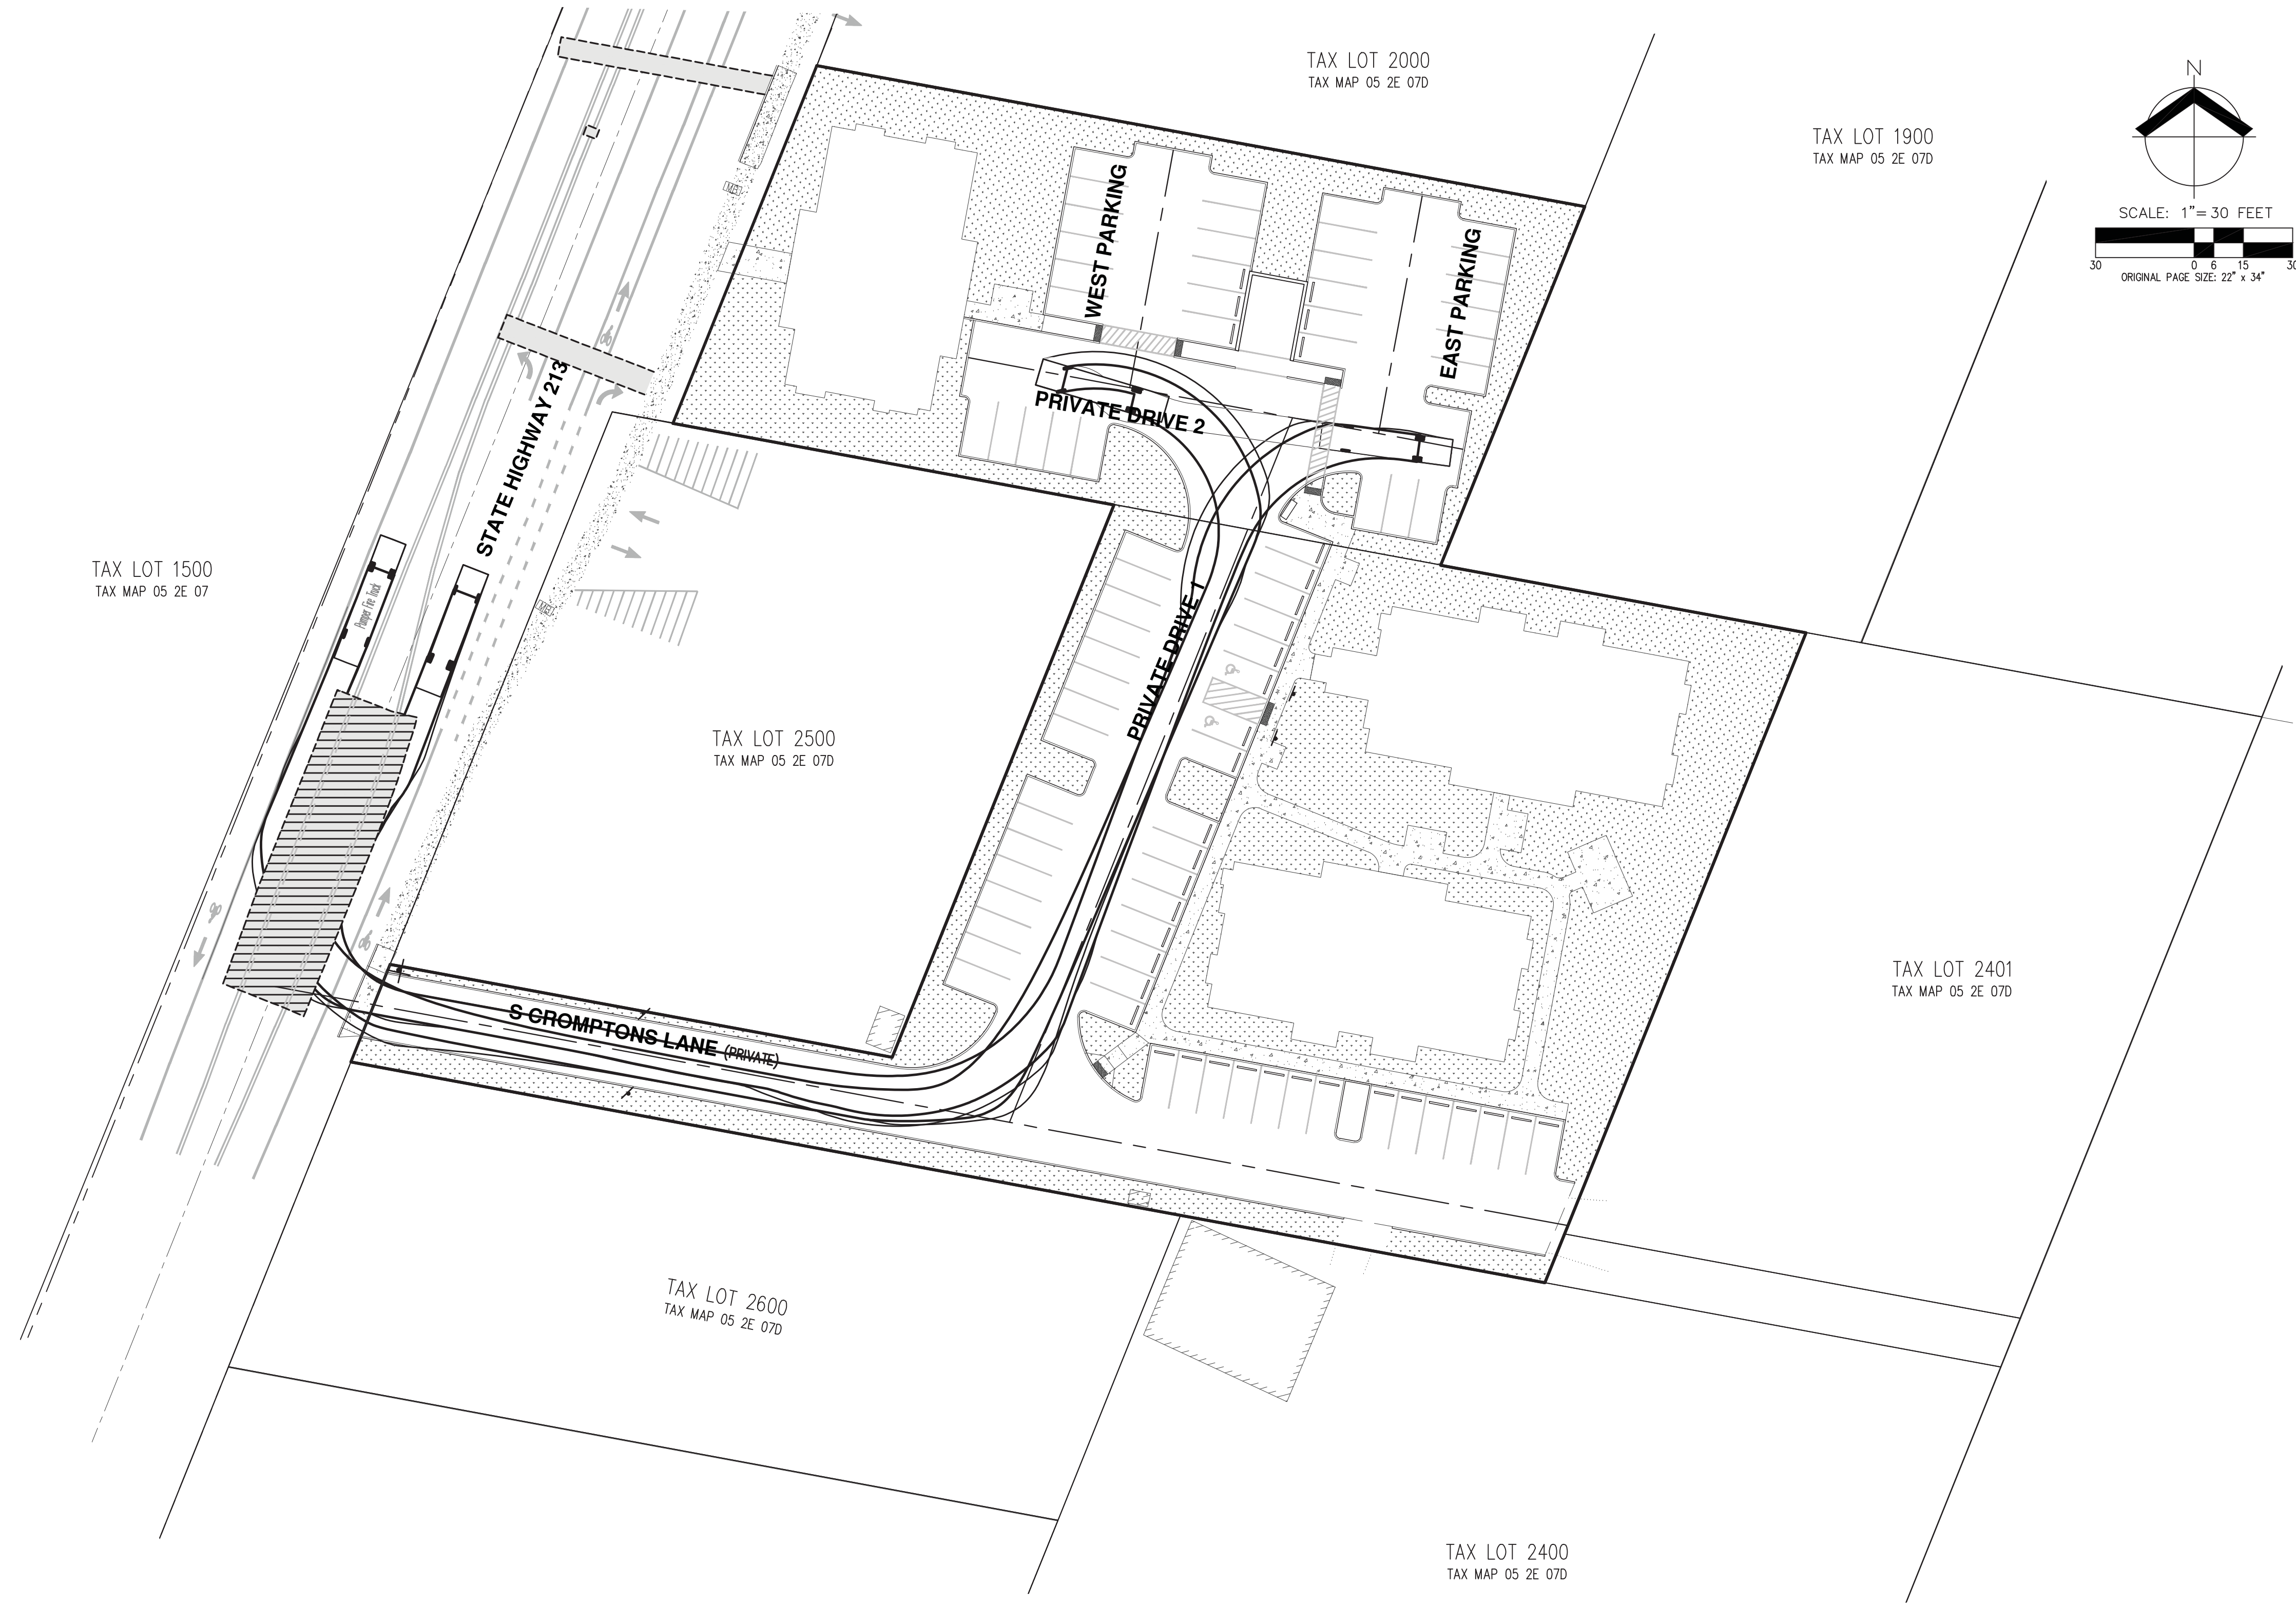 TAX LOT 2000
TAX MAP 05 2E 07D
TAX LOT 1900
TAX MAP 05 2E 07D
N
SCALE: 1"= 30 FEET
30 0 6 15 30
ORIGINAL PAGE SIZE: 22" x 34"
WEST PARKING
EAST PARKING
PRIVATE DRIVE 2
STATE HIGHWAY 213
TAX LOT 1500
TAX MAP 05 2E 07
Pumper Fire Truck
PRIVATE DRIVE 1
TAX LOT 2500
TAX MAP 05 2E 07D
TAX LOT 2401
TAX MAP 05 2E 07D
S CROMPTONS LANE (PRIVATE)
TAX LOT 2600
TAX MAP 05 2E 07D
TAX LOT 2400
TAX MAP 05 2E 07D